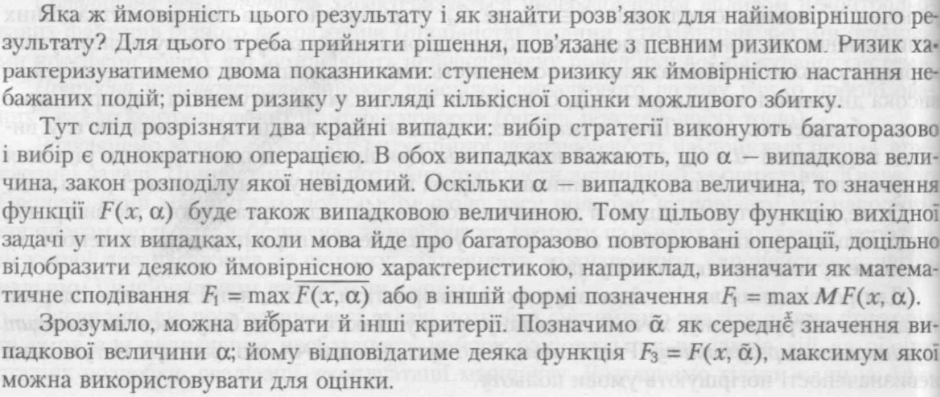 Яка ж ймовірність цього результату і як знайти розв'язок для найімовірнішого ре-
зультату? Для цього треба прийняти рішення, пов'язане з певним ризиком. Ризик ха-
рактеризуватимемо двома показниками: ступенем ризику як ймовірністю настання не-
бажаних подій; рівнем ризику у вигляді кількісної оцінки можливого збитку.
Тут слід розрізняти два крайні випадки: вибір стратегії виконують багаторазово
і вибір є однократною операцією. В обох випадках вважають, що α — випадкова вели-
чина, закон розподілу якої невідомий. Оскільки α — випадкова величина, то значення
функції F(x, α) буде також випадковою величиною. Тому цільову функцію вихідної
задачі у тих випадках, коли мова йде про багаторазово повторювані операції, доцільно
відобразити деякою ймовірнісною характеристикою, наприклад, визначати як матема-
тичне сподівання F₁ = max F̅(̅x̅,̅ ̅α̅)̅ або в іншій формі позначення F₁ = max MF(x, α).
Зрозуміло, можна вибрати й інші критерії. Позначимо ᾱ як середнє значення ви-
падкової величини α; йому відповідатиме деяка функція F₃ = F(x, ᾱ), максимум якої
можна використовувати для оцінки.